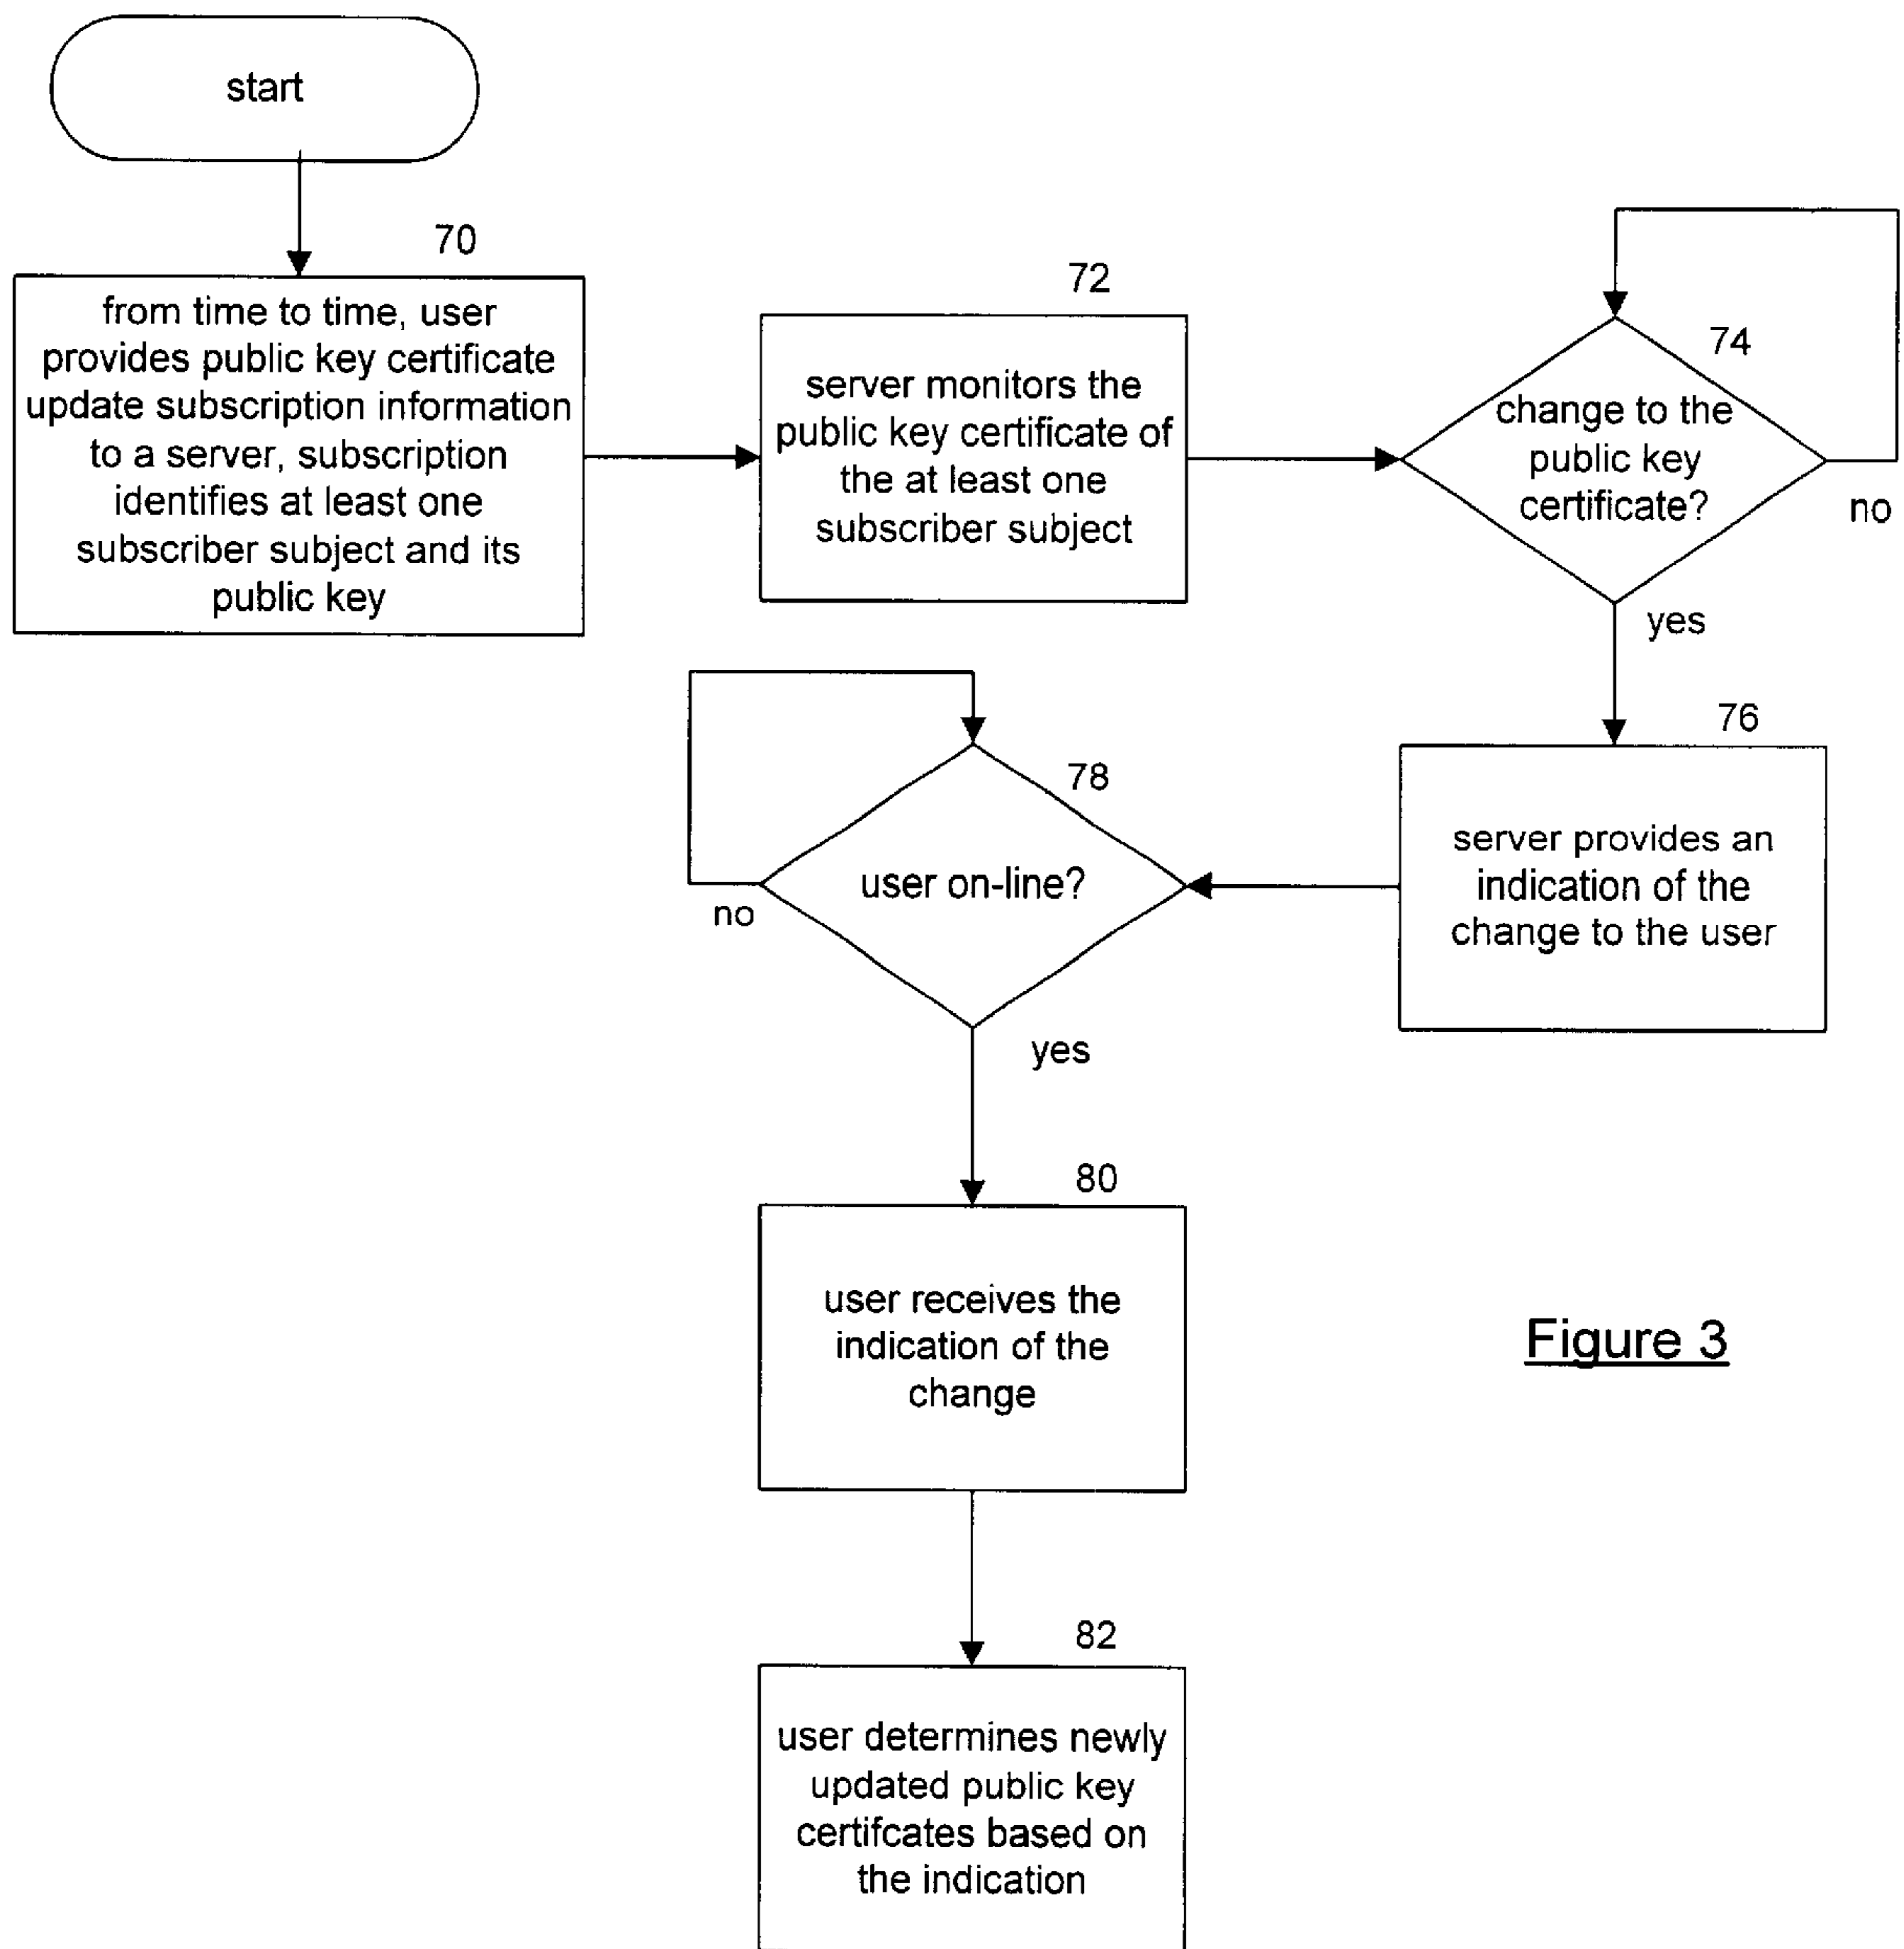 start
70
from time to time, user
provides public key certificate
update subscription information
to a server, subscription
identifies at least one
subscriber subject and its
public key
72
server monitors the
public key certificate of
the at least one
subscriber subject
74
change to the
public key
certificate?
no
yes
76
server provides an
indication of the
change to the user
78
user on-line?
no
yes
80
user receives the
indication of the
change
Figure 3
82
user determines newly
updated public key
certifcates based on
the indication